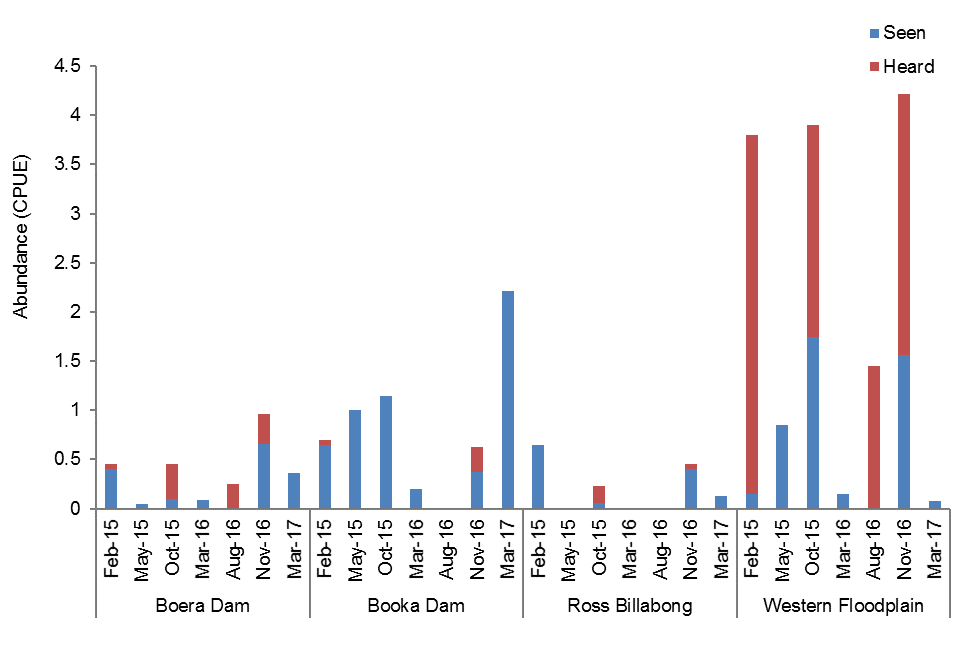 Seen
Heard
4.5
4
3.5
3
2.5
2
1.5
1
0.5
0
Abundance (CPUE)
Feb-15 May-15 Oct-15 Mar-16 Aug-16 Nov-16 Mar-17 Feb-15 May-15 Oct-15 Mar-16 Aug-16 Nov-16 Mar-17 Feb-15 May-15 Oct-15 Mar-16 Aug-16 Nov-16 Mar-17 Feb-15 May-15 Oct-15 Mar-16 Aug-16 Nov-16 Mar-17
Boera Dam Booka Dam Ross Billabong Western Floodplain